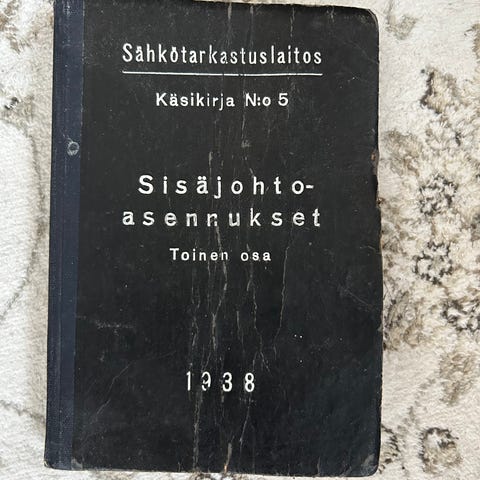 Sähkötarkastuslaitos
Käsikirja N:o 5
Sisäjohto-
asennukset
Toinen osa
1938